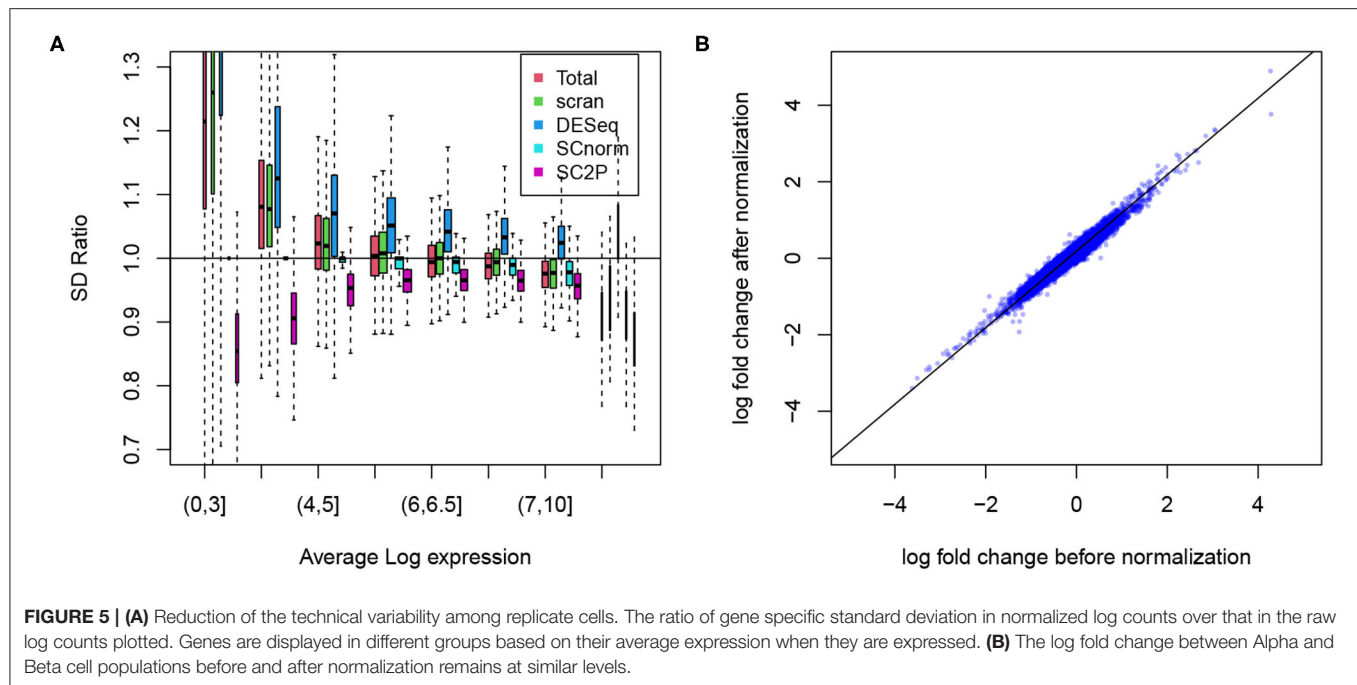 A
SD Ratio
1.3
1.2
1.1
1.0
0.9
0.8
0.7
Total
scran
DESeq
SCnorm
SC2P
(0,3]
(4,5]
(6,6.5]
(7,10]
Average Log expression
B
log fold change after normalization
4
2
0
−2
−4
−4
−2
0
2
4
log fold change before normalization
FIGURE 5 | (A) Reduction of the technical variability among replicate cells. The ratio of gene specific standard deviation in normalized log counts over that in the raw
log counts plotted. Genes are displayed in different groups based on their average expression when they are expressed. (B) The log fold change between Alpha and
Beta cell populations before and after normalization remains at similar levels.